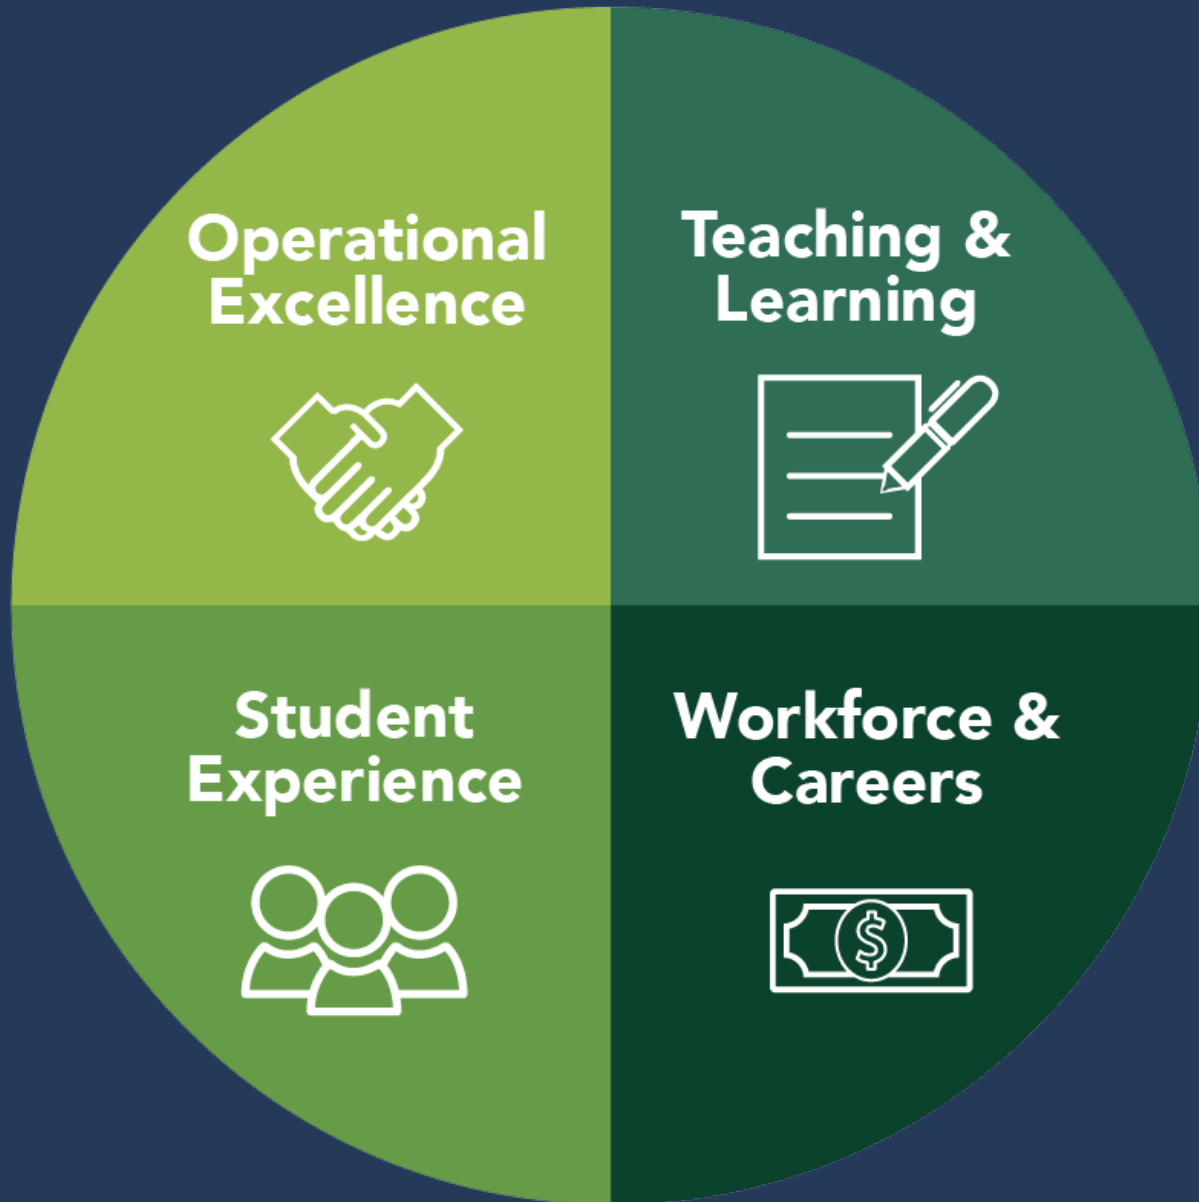 Operational
Excellence
Teaching &
Learning
Student
Experience
Workforce &
Careers
$